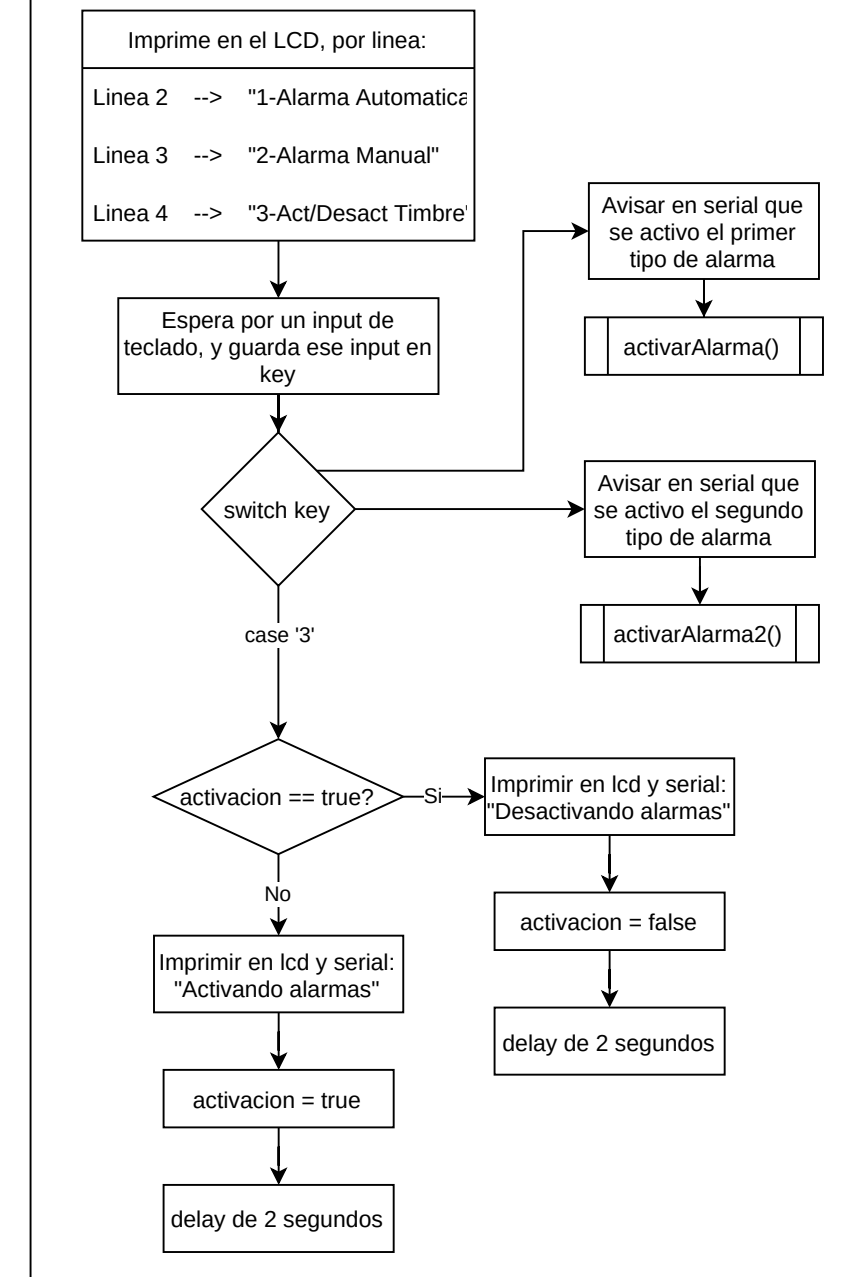 Imprime en el LCD, por linea:
Linea 2 --> "1-Alarma Automatica
Linea 3 --> "2-Alarma Manual"
Linea 4 --> "3-Act/Desact Timbre"
Espera por un input de
teclado, y guarda ese input en
key
switch key
Avisar en serial que
se activo el primer
tipo de alarma
activarAlarma()
Avisar en serial que
se activo el segundo
tipo de alarma
activarAlarma2()
case '3'
activacion == true?
Si
Imprimir en lcd y serial:
"Desactivando alarmas"
activacion = false
delay de 2 segundos
No
Imprimir en lcd y serial:
"Activando alarmas"
activacion = true
delay de 2 segundos